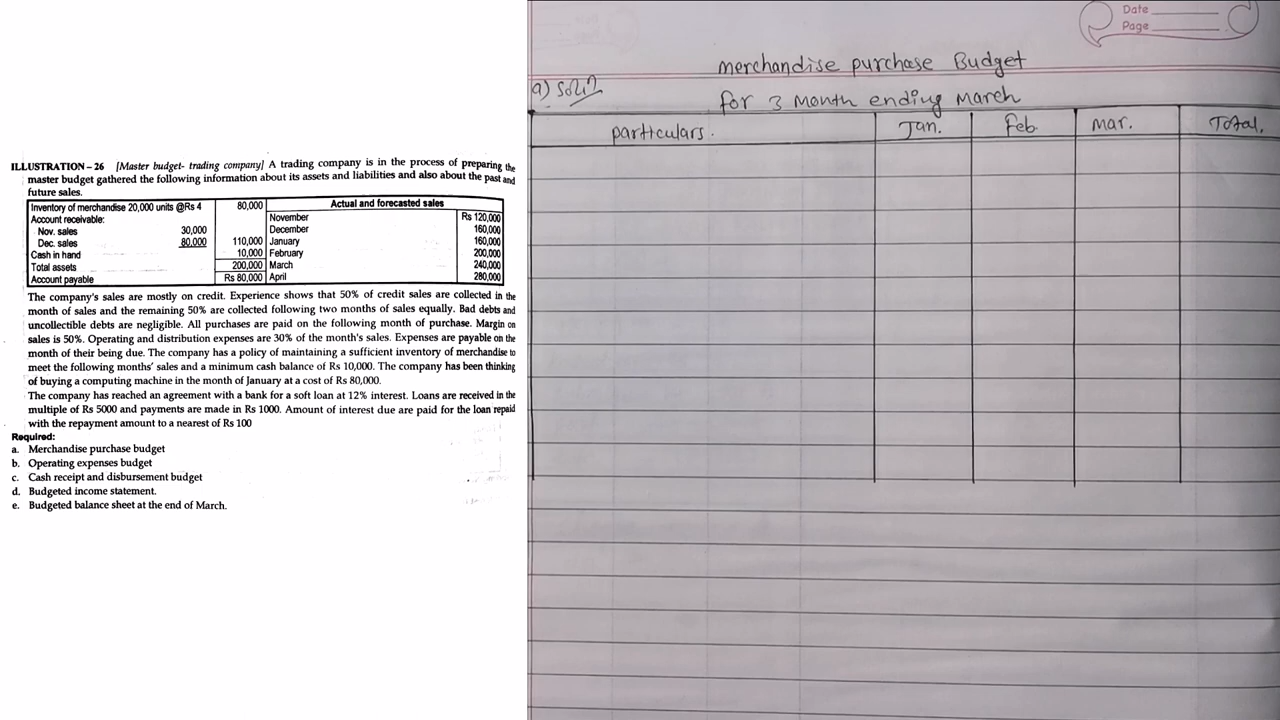 ILLUSTRATION – 26 [Master budget- trading company] A trading company is in the process of preparing the
master budget gathered the following information about its assets and liabilities and also about the past and
future sales.
Inventory of merchandise 20,000 units @Rs 4 80,000 Actual and forecasted sales
Account receivable: November Rs 120,000
Nov. sales 30,000 December 160,000
Dec. sales 80,000 110,000 January 160,000
Cash in hand 10,000 February 200,000
Total assets 200,000 March 240,000
Account payable Rs 80,000 April 280,000
The company's sales are mostly on credit. Experience shows that 50% of credit sales are collected in the
month of sales and the remaining 50% are collected following two months of sales equally. Bad debts and
uncollectible debts are negligible. All purchases are paid on the following month of purchase. Margin on
sales is 50%. Operating and distribution expenses are 30% of the month's sales. Expenses are payable on the
month of their being due. The company has a policy of maintaining a sufficient inventory of merchandise to
meet the following months' sales and a minimum cash balance of Rs 10,000. The company has been thinking
of buying a computing machine in the month of January at a cost of Rs 80,000.
The company has reached an agreement with a bank for a soft loan at 12% interest. Loans are received in the
multiple of Rs 5000 and payments are made in Rs 1000. Amount of interest due are paid for the loan repaid
with the repayment amount to a nearest of Rs 100
Required:
a. Merchandise purchase budget
b. Operating expenses budget
c. Cash receipt and disbursement budget
d. Budgeted income statement.
e. Budgeted balance sheet at the end of March.
Date
Page
merchandise purchase Budget
a) Soln
for 3 Month ending March
particulars. Jan. Feb. Mar. Total.